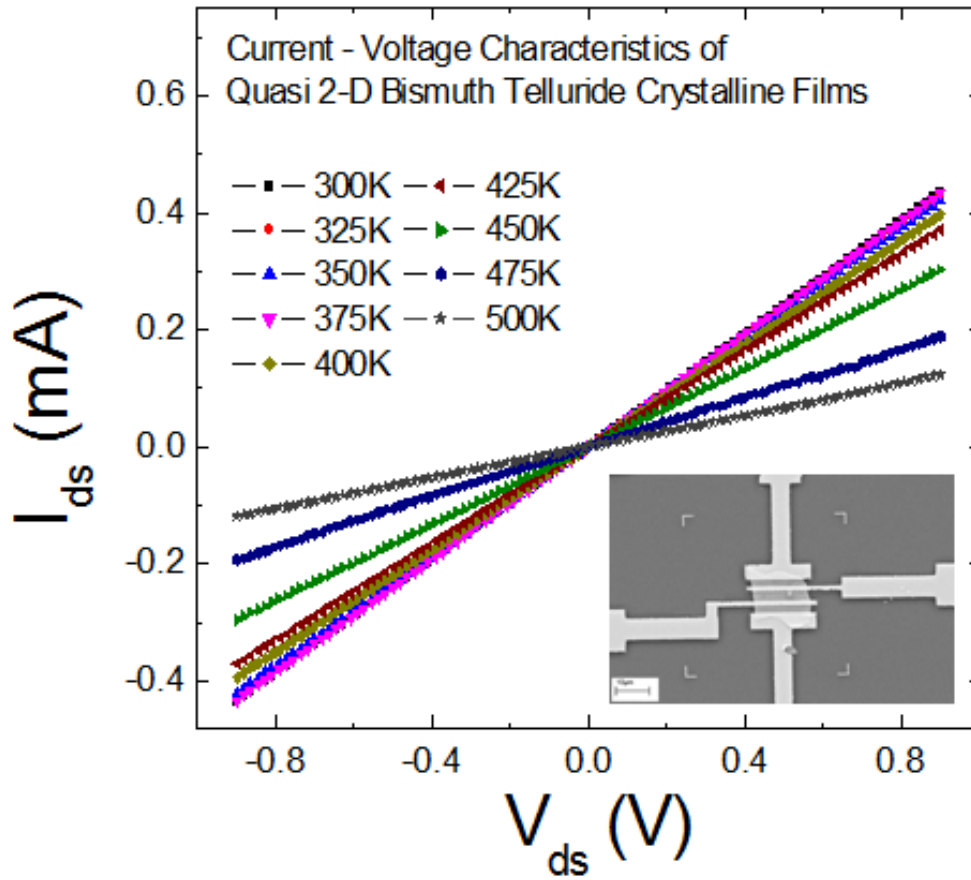 Current - Voltage Characteristics of
Quasi 2-D Bismuth Telluride Crystalline Films
300K 425K
325K 450K
350K 475K
375K 500K
400K
0.6
0.4
0.2
0.0
-0.2
-0.4
I_ds (mA)
-0.8 -0.4 0.0 0.4 0.8
V_ds (V)